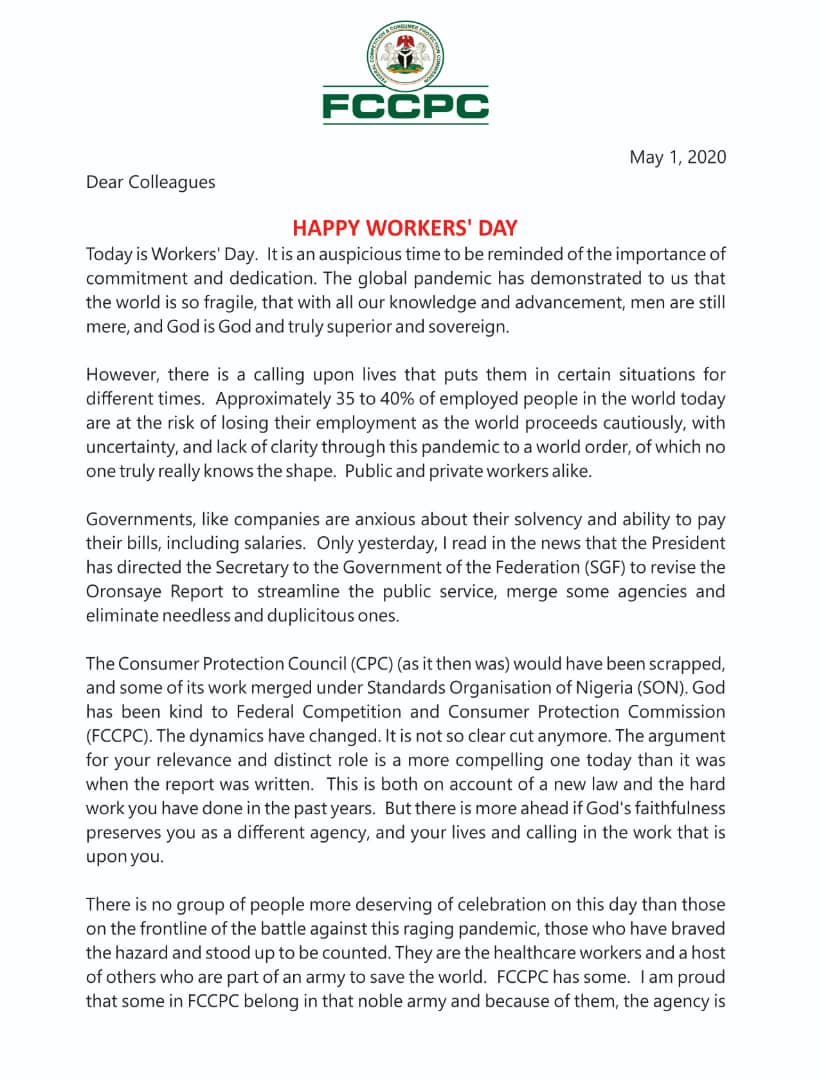 FEDERAL COMPETITION & CONSUMER PROTECTION COMMISSION
FCCPC
May 1, 2020
Dear Colleagues
HAPPY WORKERS' DAY
Today is Workers' Day. It is an auspicious time to be reminded of the importance of
commitment and dedication. The global pandemic has demonstrated to us that
the world is so fragile, that with all our knowledge and advancement, men are still
mere, and God is God and truly superior and sovereign.
However, there is a calling upon lives that puts them in certain situations for
different times. Approximately 35 to 40% of employed people in the world today
are at the risk of losing their employment as the world proceeds cautiously, with
uncertainty, and lack of clarity through this pandemic to a world order, of which no
one truly really knows the shape. Public and private workers alike.
Governments, like companies are anxious about their solvency and ability to pay
their bills, including salaries. Only yesterday, I read in the news that the President
has directed the Secretary to the Government of the Federation (SGF) to revise the
Oronsaye Report to streamline the public service, merge some agencies and
eliminate needless and duplicitous ones.
The Consumer Protection Council (CPC) (as it then was) would have been scrapped,
and some of its work merged under Standards Organisation of Nigeria (SON). God
has been kind to Federal Competition and Consumer Protection Commission
(FCCPC). The dynamics have changed. It is not so clear cut anymore. The argument
for your relevance and distinct role is a more compelling one today than it was
when the report was written. This is both on account of a new law and the hard
work you have done in the past years. But there is more ahead if God's faithfulness
preserves you as a different agency, and your lives and calling in the work that is
upon you.
There is no group of people more deserving of celebration on this day than those
on the frontline of the battle against this raging pandemic, those who have braved
the hazard and stood up to be counted. They are the healthcare workers and a host
of others who are part of an army to save the world. FCCPC has some. I am proud
that some in FCCPC belong in that noble army and because of them, the agency is